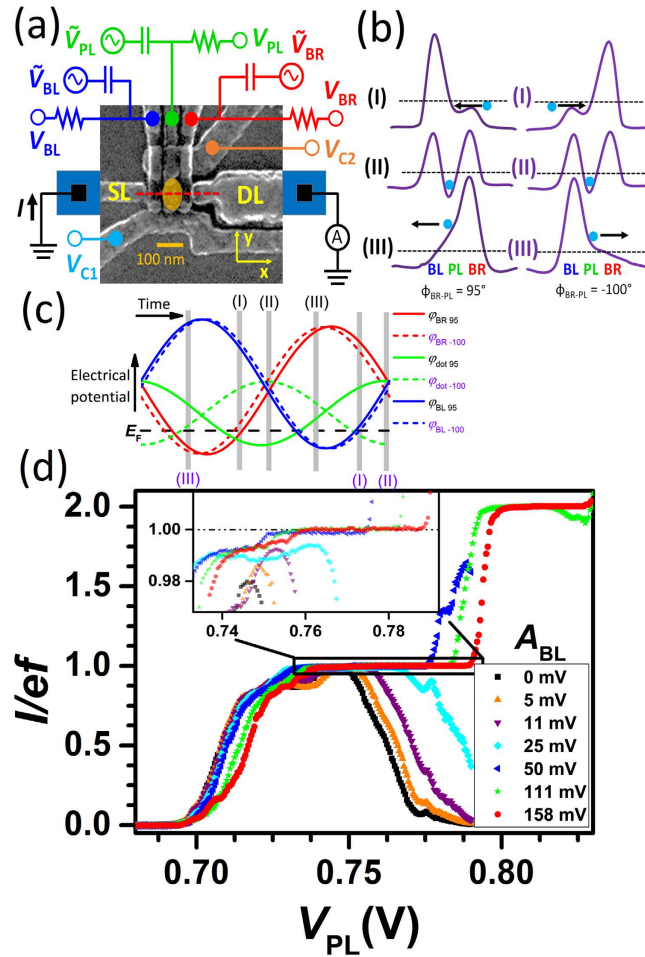 (a)
Ṽ_PL
V_PL
Ṽ_BL
Ṽ_BR
V_BL
V_BR
V_C2
I
SL
DL
V_C1
100 nm
y
x
A
(b)
(I)
(I)
(II)
(II)
(III)
(III)
BL PL BR
BL PL BR
ϕ_BR-PL = 95°
ϕ_BR-PL = -100°
(c)
Time
(I)
(II)
(III)
Electrical
potential
E_F
φ_BR 95
φ_BR -100
φ_dot 95
φ_dot -100
φ_BL 95
φ_BL -100
(III)
(I)
(II)
(d)
2.0
1.5
1.0
0.5
0.0
I/ef
1.00
0.98
0.74
0.76
0.78
A_BL
0 mV
5 mV
11 mV
25 mV
50 mV
111 mV
158 mV
0.70
0.75
0.80
V_PL(V)